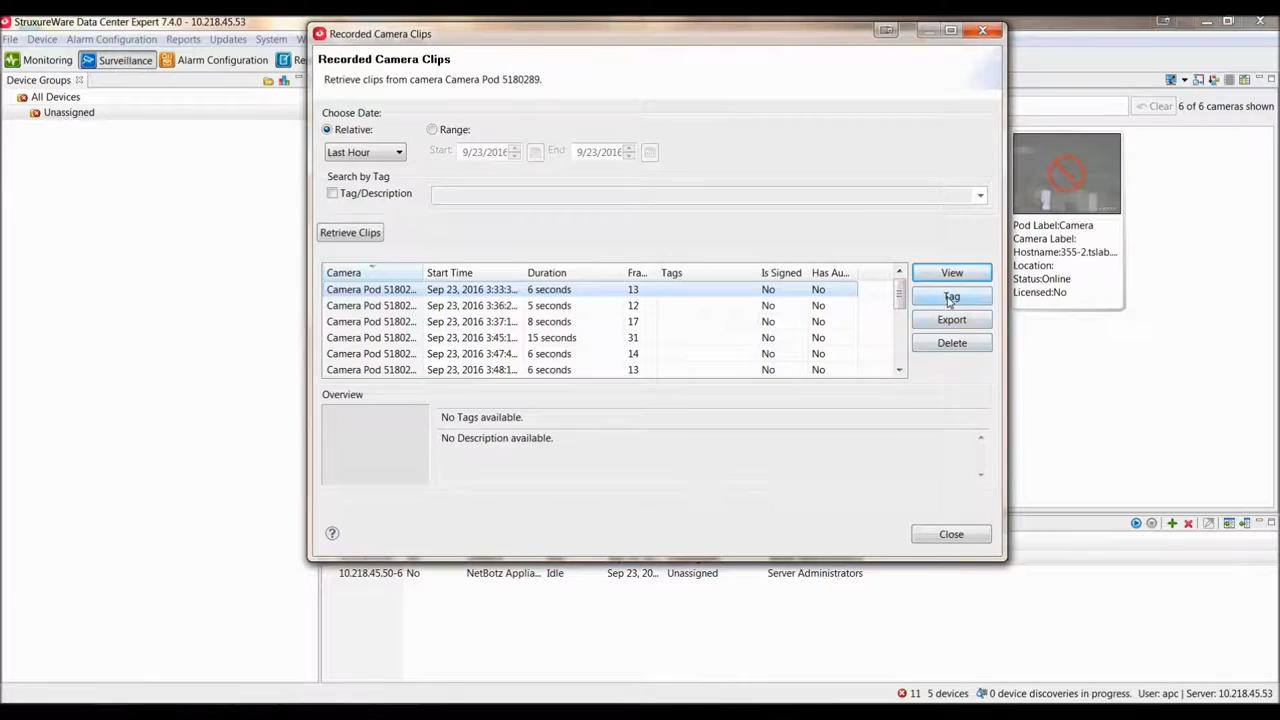 StruxureWare Data Center Expert 7.4.0 - 10.218.45.53
File Device Alarm Configuration Reports Updates System
Monitoring Surveillance Alarm Configuration
Device Groups
All Devices
Unassigned
Recorded Camera Clips
Recorded Camera Clips
Retrieve clips from camera Camera Pod 5180289.
Choose Date:
Relative: Range:
Last Hour Start: 9/23/2016 End: 9/23/2016
Search by Tag
Tag/Description
Retrieve Clips
Camera Start Time Duration Fra... Tags Is Signed Has Au...
Camera Pod 51802... Sep 23, 2016 3:33:3... 6 seconds 13 No No
Camera Pod 51802... Sep 23, 2016 3:36:2... 5 seconds 12 No No
Camera Pod 51802... Sep 23, 2016 3:37:1... 8 seconds 17 No No
Camera Pod 51802... Sep 23, 2016 3:45:1... 15 seconds 31 No No
Camera Pod 51802... Sep 23, 2016 3:47:4... 6 seconds 14 No No
Camera Pod 51802... Sep 23, 2016 3:48:1... 6 seconds 13 No No
View
Tag
Export
Delete
Overview
No Tags available.
No Description available.
Close
Clear 6 of 6 cameras shown
Pod Label:Camera
Camera Label:
Hostname:355-2.tslab....
Location:
Status:Online
Licensed:No
10.218.45.50-6 No NetBotz Applia... Idle Sep 23, 20... Unassigned Server Administrators
11 5 devices 0 device discoveries in progress. User: apc | Server: 10.218.45.53